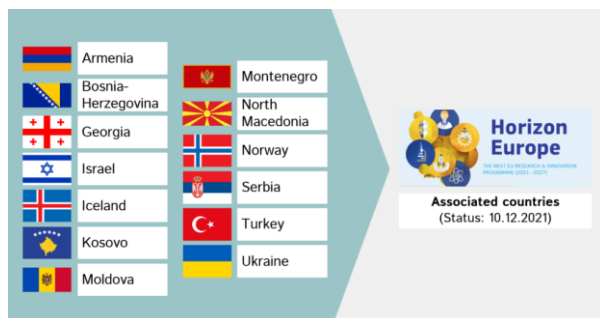 Armenia
Bosnia-
Herzegovina
Georgia
Israel
Iceland
Kosovo
Moldova
Montenegro
North
Macedonia
Norway
Serbia
Turkey
Ukraine
Horizon
Europe
THE NEXT EU RESEARCH & INNOVATION
PROGRAMME (2021 – 2027)
Associated countries
(Status: 10.12.2021)